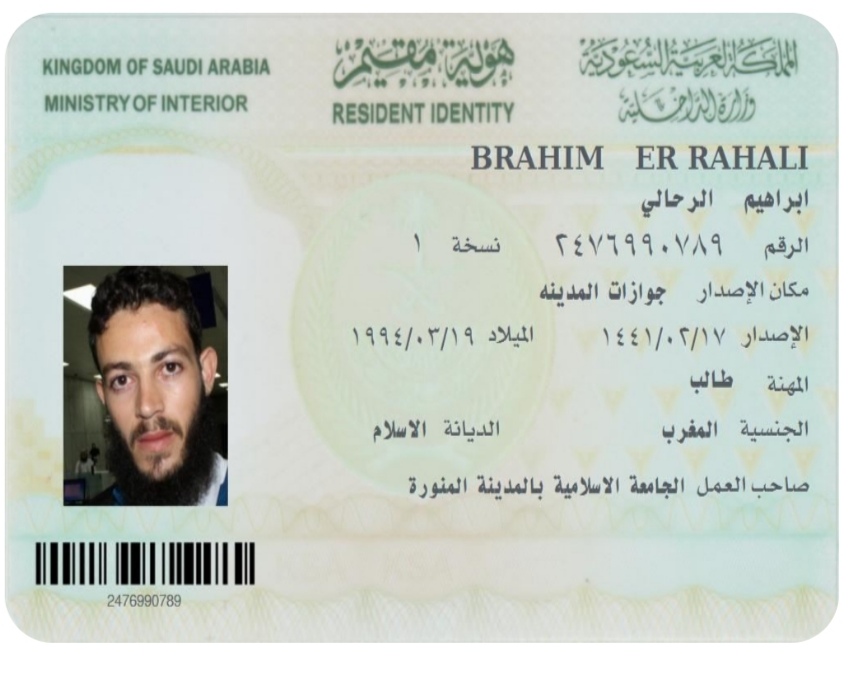 KINGDOM OF SAUDI ARABIA
MINISTRY OF INTERIOR
هوية مقيم
RESIDENT IDENTITY
المملكة العربية السعودية
وزارة الداخلية
BRAHIM ER RAHALI
ابراهيم الرحالي
الرقم ٢٤٧٦٩٩٠٧٨٩ نسخة ١
مكان الإصدار جوازات المدينه
الإصدار ١٤٤١/٠٢/١٧ الميلاد ١٩٩٤/٠٣/١٩
المهنة طالب
الجنسية المغرب الديانة الاسلام
صاحب العمل الجامعة الاسلامية بالمدينة المنورة
2476990789